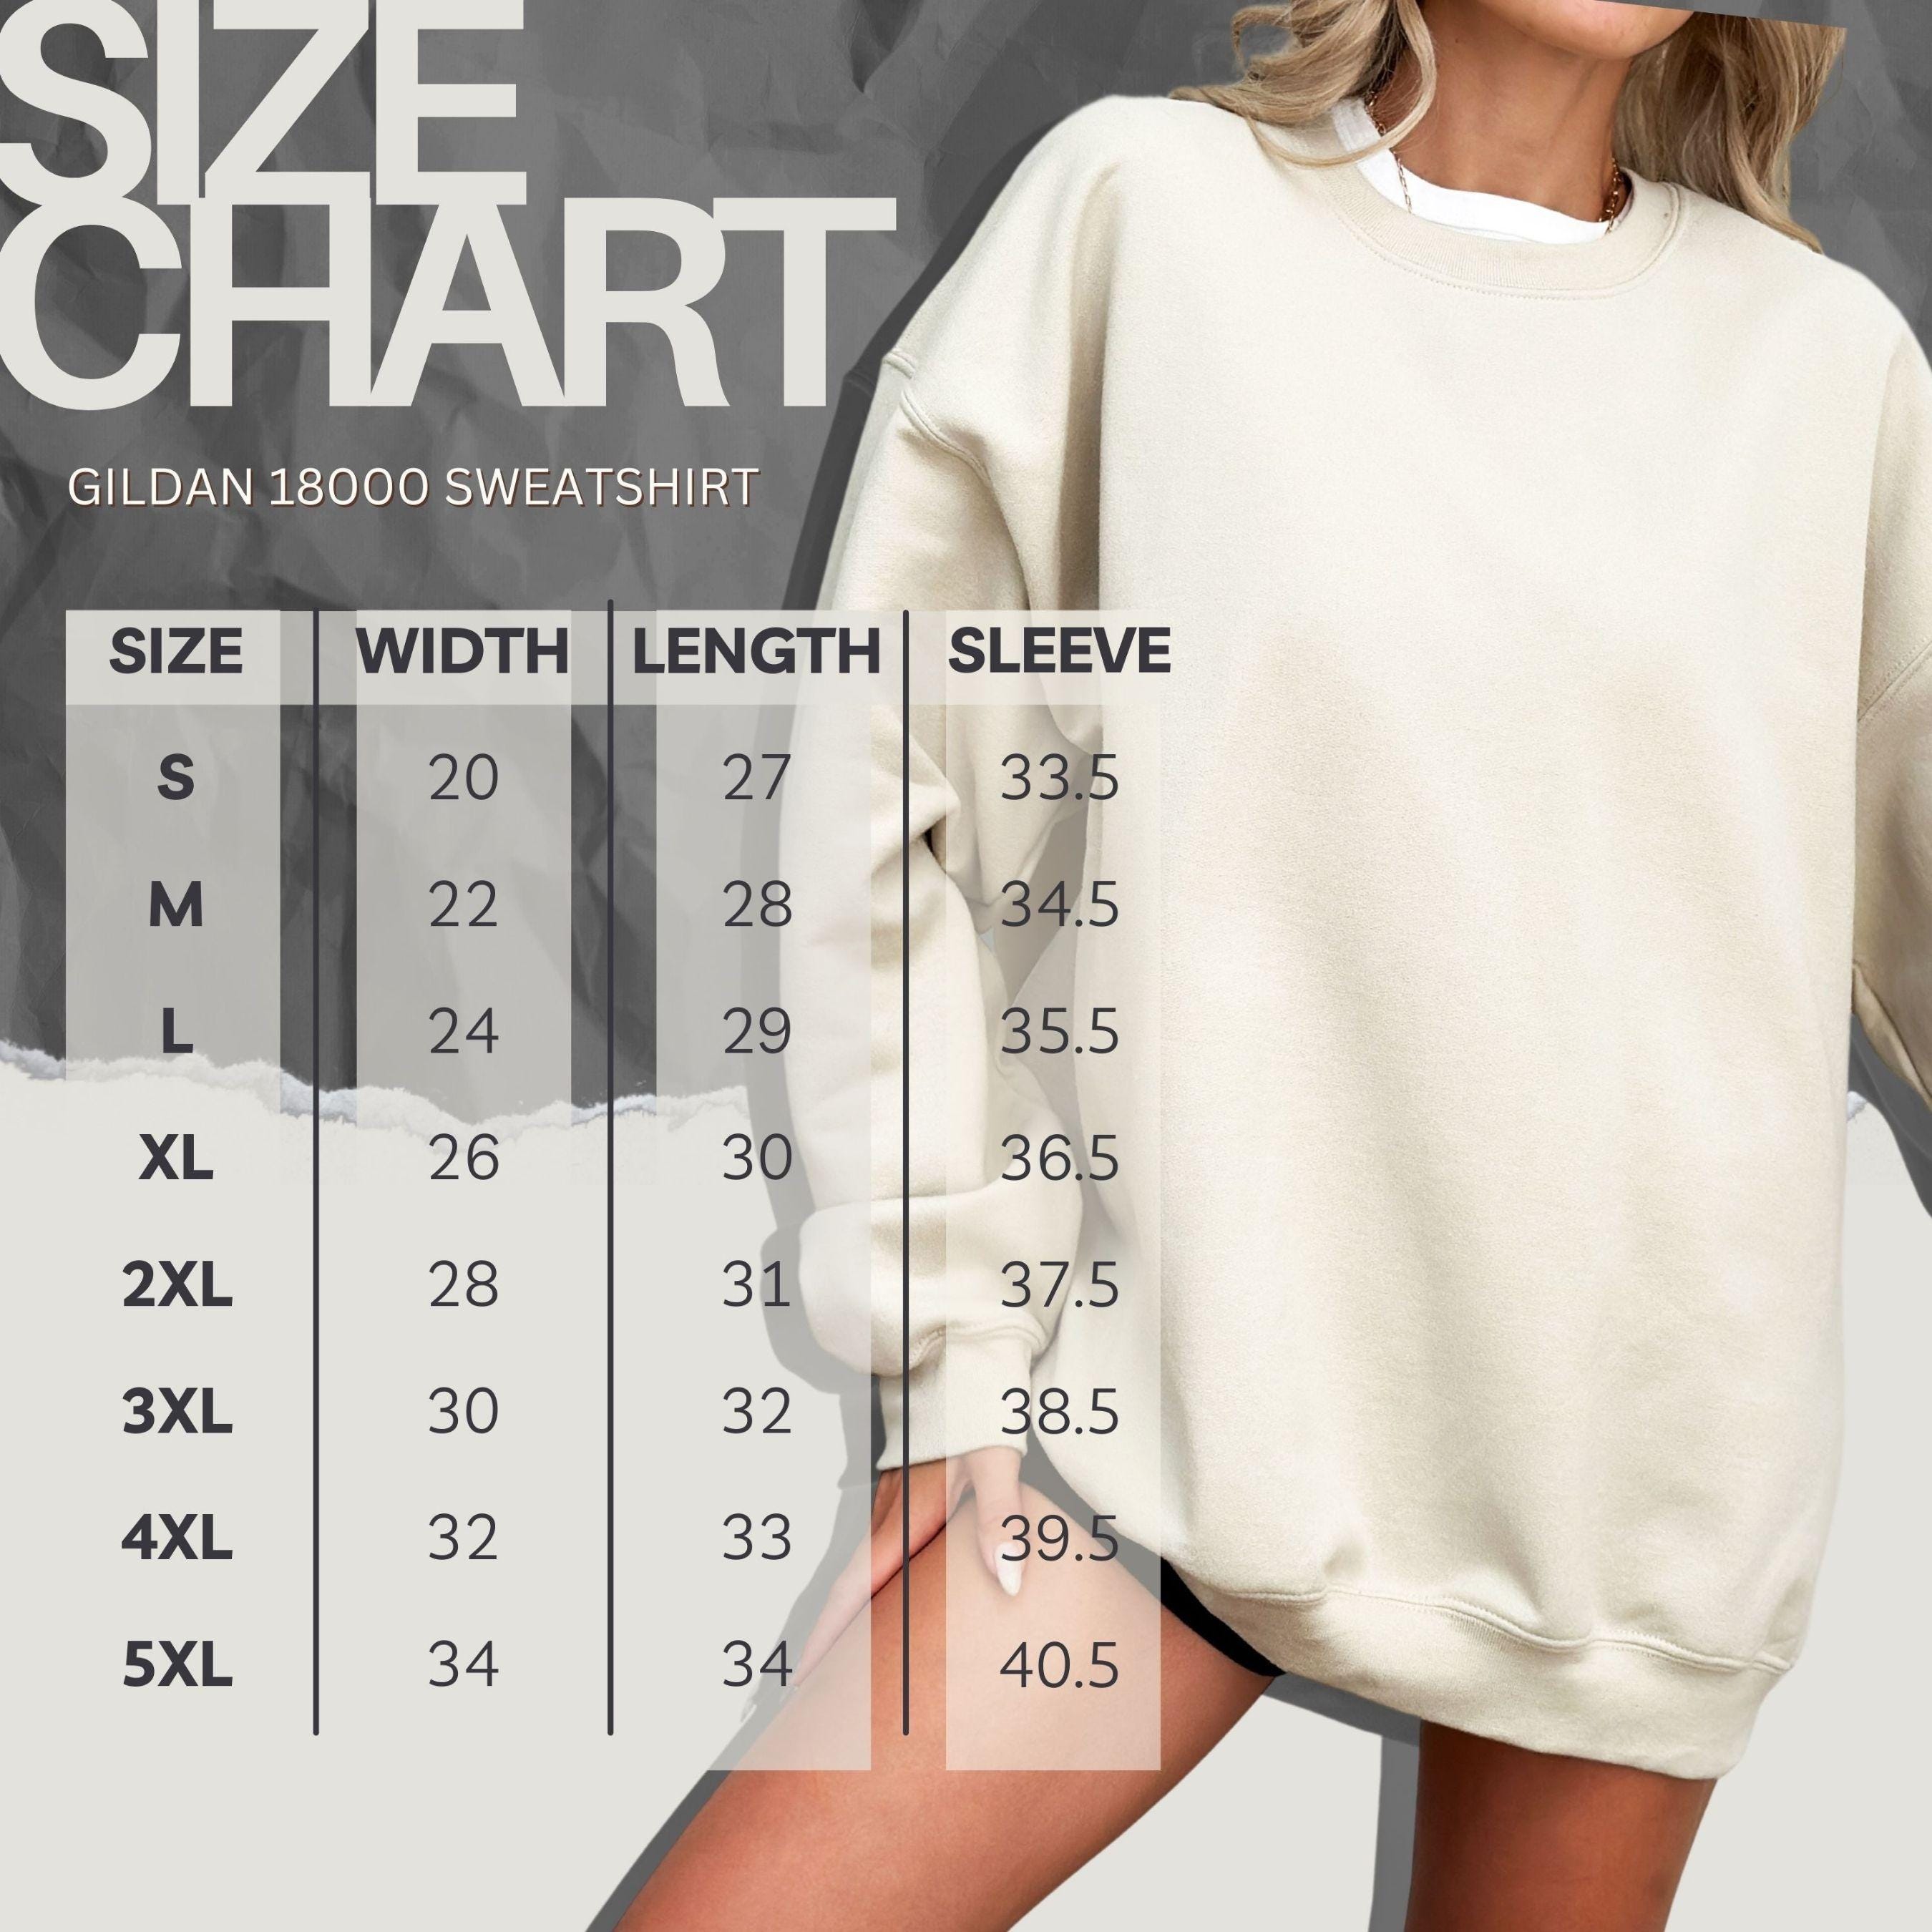 SIZE
CHART
GILDAN 18000 SWEATSHIRT
SIZE WIDTH LENGTH SLEEVE
S 20 27 33.5
M 22 28 34.5
L 24 29 35.5
XL 26 30 36.5
2XL 28 31 37.5
3XL 30 32 38.5
4XL 32 33 39.5
5XL 34 34 40.5